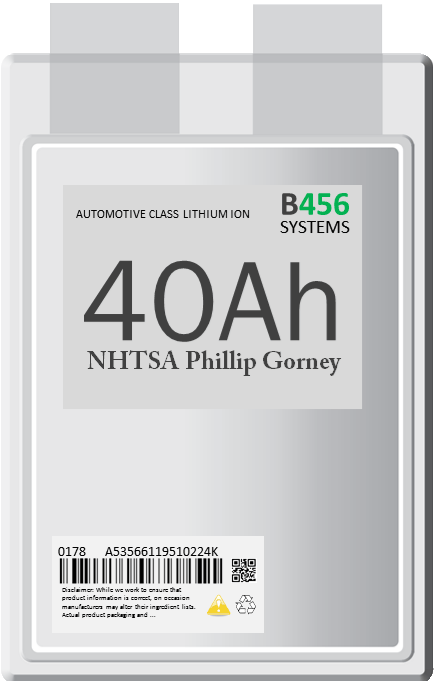 AUTOMOTIVE CLASS LITHIUM ION
B456
SYSTEMS
40Ah
NHTSA Phillip Gorney
0178 A53566119510224K
Disclaimer: While we work to ensure that
product information is correct, on occasion
manufacturers may alter their ingredient lists.
Actual product packaging and ...